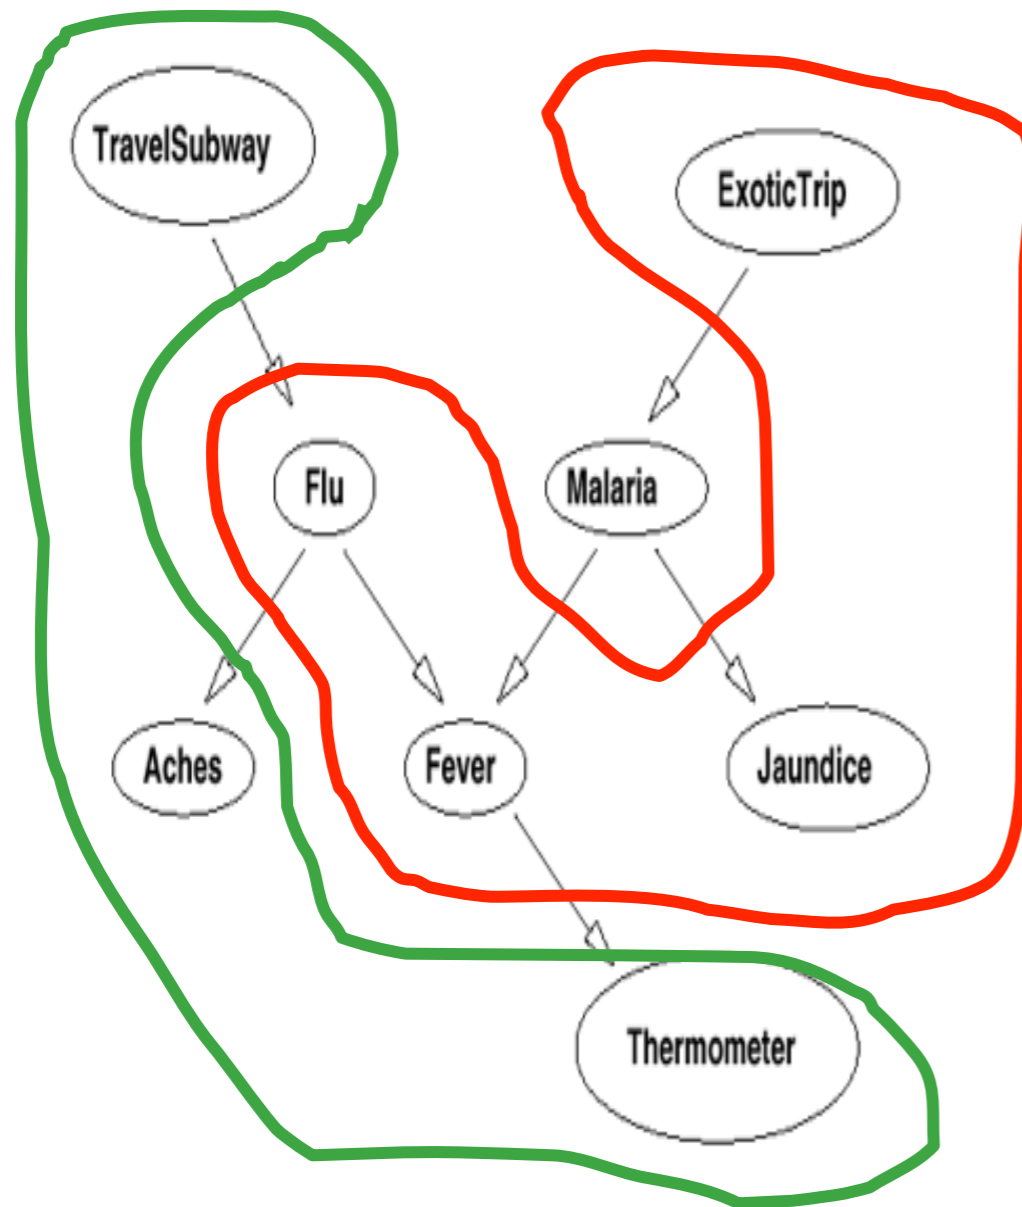 TravelSubway
ExoticTrip
Flu
Malaria
Aches
Fever
Jaundice
Thermometer